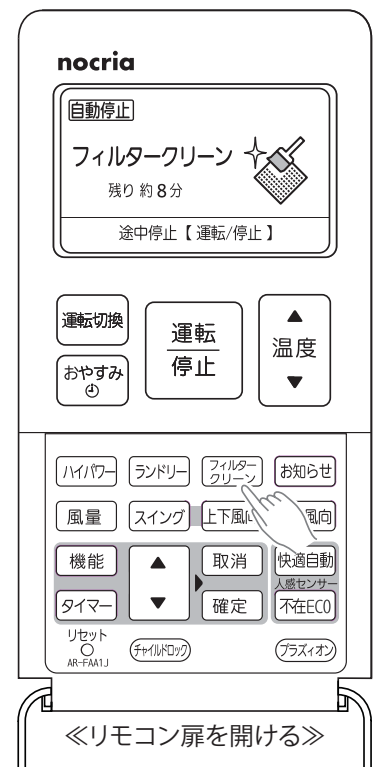 nocria
自動停止
フィルタークリーン
残り 約8分
途中停止【 運転/停止 】
運転切換
運転
停止
温度
おやすみ
ハイパワー ランドリー フィルター
クリーン お知らせ
風量 スイング 上下風向 風向
機能 取消 快適自動
人感センサー
タイマー 確定 不在ECO
リセット
AR-FAA1J
チャイルドロック プラズィオン
≪リモコン扉を開ける≫